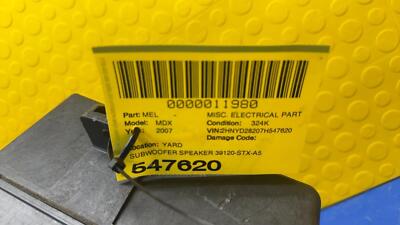 0000011980
Part: MEL - MISC. ELECTRICAL PART
Model: MDX Condition: 324K
2007 VIN:2HNYD28207H547620
Damage Code:
Location: YARD
SUBWOOFER SPEAKER 39120-STX-A5
547620